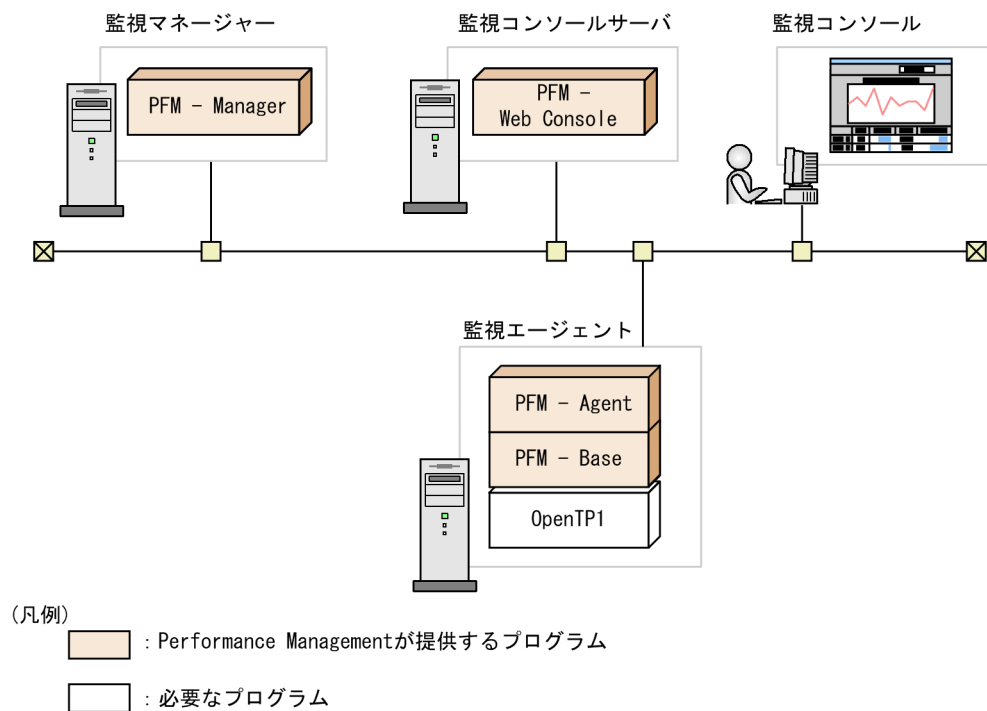 監視マネージャー
監視コンソールサーバ
監視コンソール
PFM － Manager
PFM －
Web Console
監視エージェント
PFM － Agent
PFM － Base
OpenTP1
(凡例)
：Performance Managementが提供するプログラム
：必要なプログラム